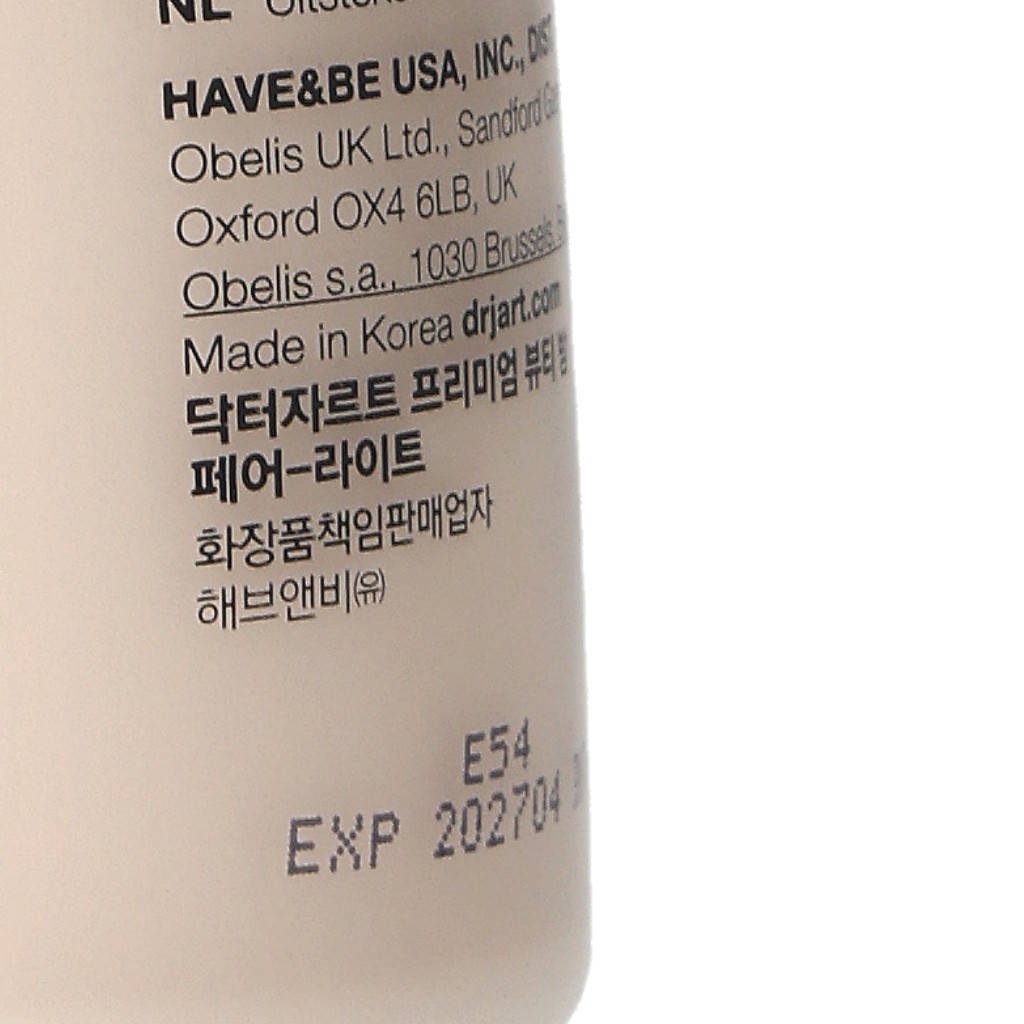 NL
HAVE&BE USA, INC.,
Obelis UK Ltd., Sandford
Oxford OX4 6LB, UK
Obelis s.a., 1030 Brussels,
Made in Korea drjart.com
닥터자르트 프리미엄 뷰티
페어-라이트
화장품책임판매업자
해브앤비㈲
E54
EXP 202704